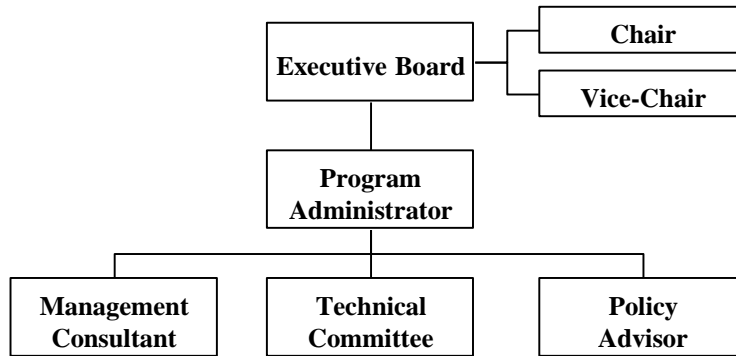 Chair
Executive Board
Vice-Chair
Program
Administrator
Management
Consultant
Technical
Committee
Policy
Advisor